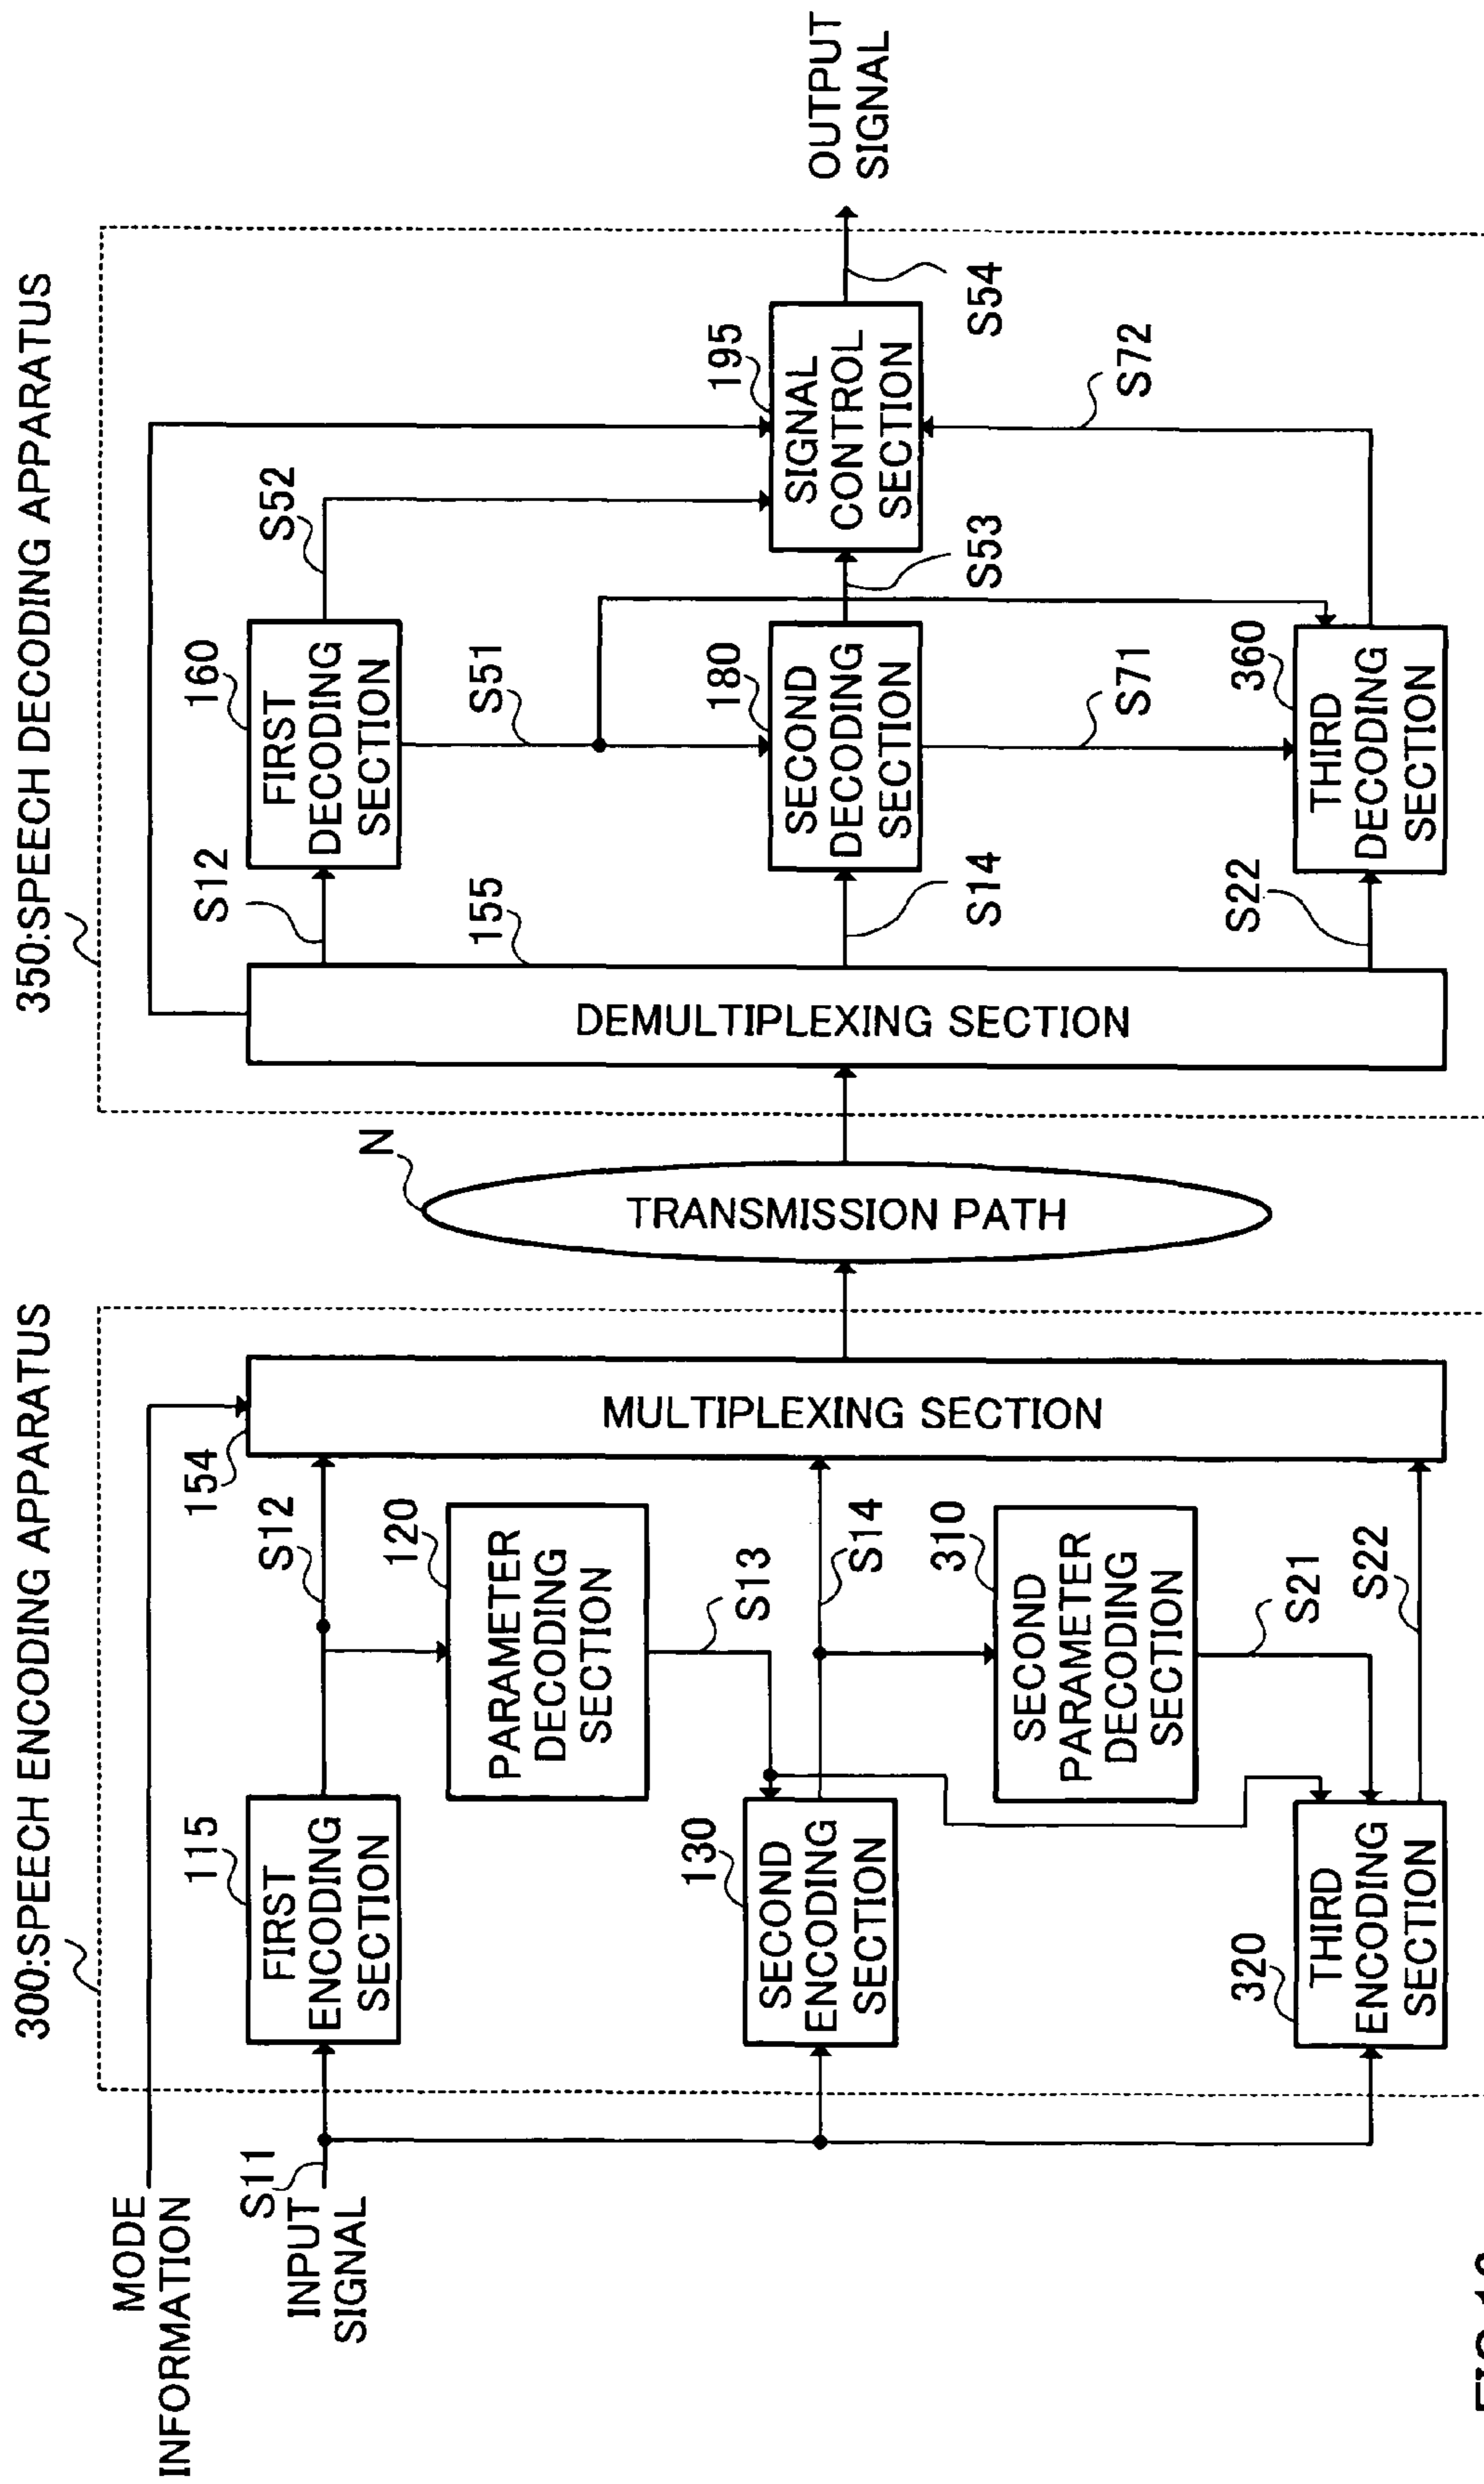 300:SPEECH ENCODING APPARATUS
350:SPEECH DECODING APPARATUS
MODE
INFORMATION
S11
INPUT
SIGNAL
115
FIRST
ENCODING
SECTION
S12
154
120
PARAMETER
DECODING
SECTION
S13
130
SECOND
ENCODING
SECTION
S14
310
SECOND
PARAMETER
DECODING
SECTION
S21
320
THIRD
ENCODING
SECTION
S22
MULTIPLEXING SECTION
N
TRANSMISSION PATH
155
DEMULTIPLEXING SECTION
S12
160
FIRST
DECODING
SECTION
S52
S51
S14
180
SECOND
DECODING
SECTION
S53
S71
S22
360
THIRD
DECODING
SECTION
S72
195
SIGNAL
CONTROL
SECTION
S54
OUTPUT
SIGNAL